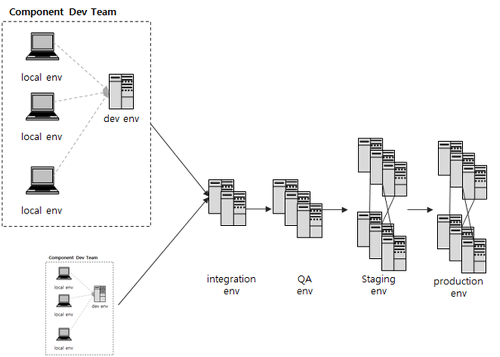 Component Dev Team
local env
dev env
local env
local env
integration
env
QA
env
Staging
env
production
env
Component Dev Team
local env
dev env
local env
local env